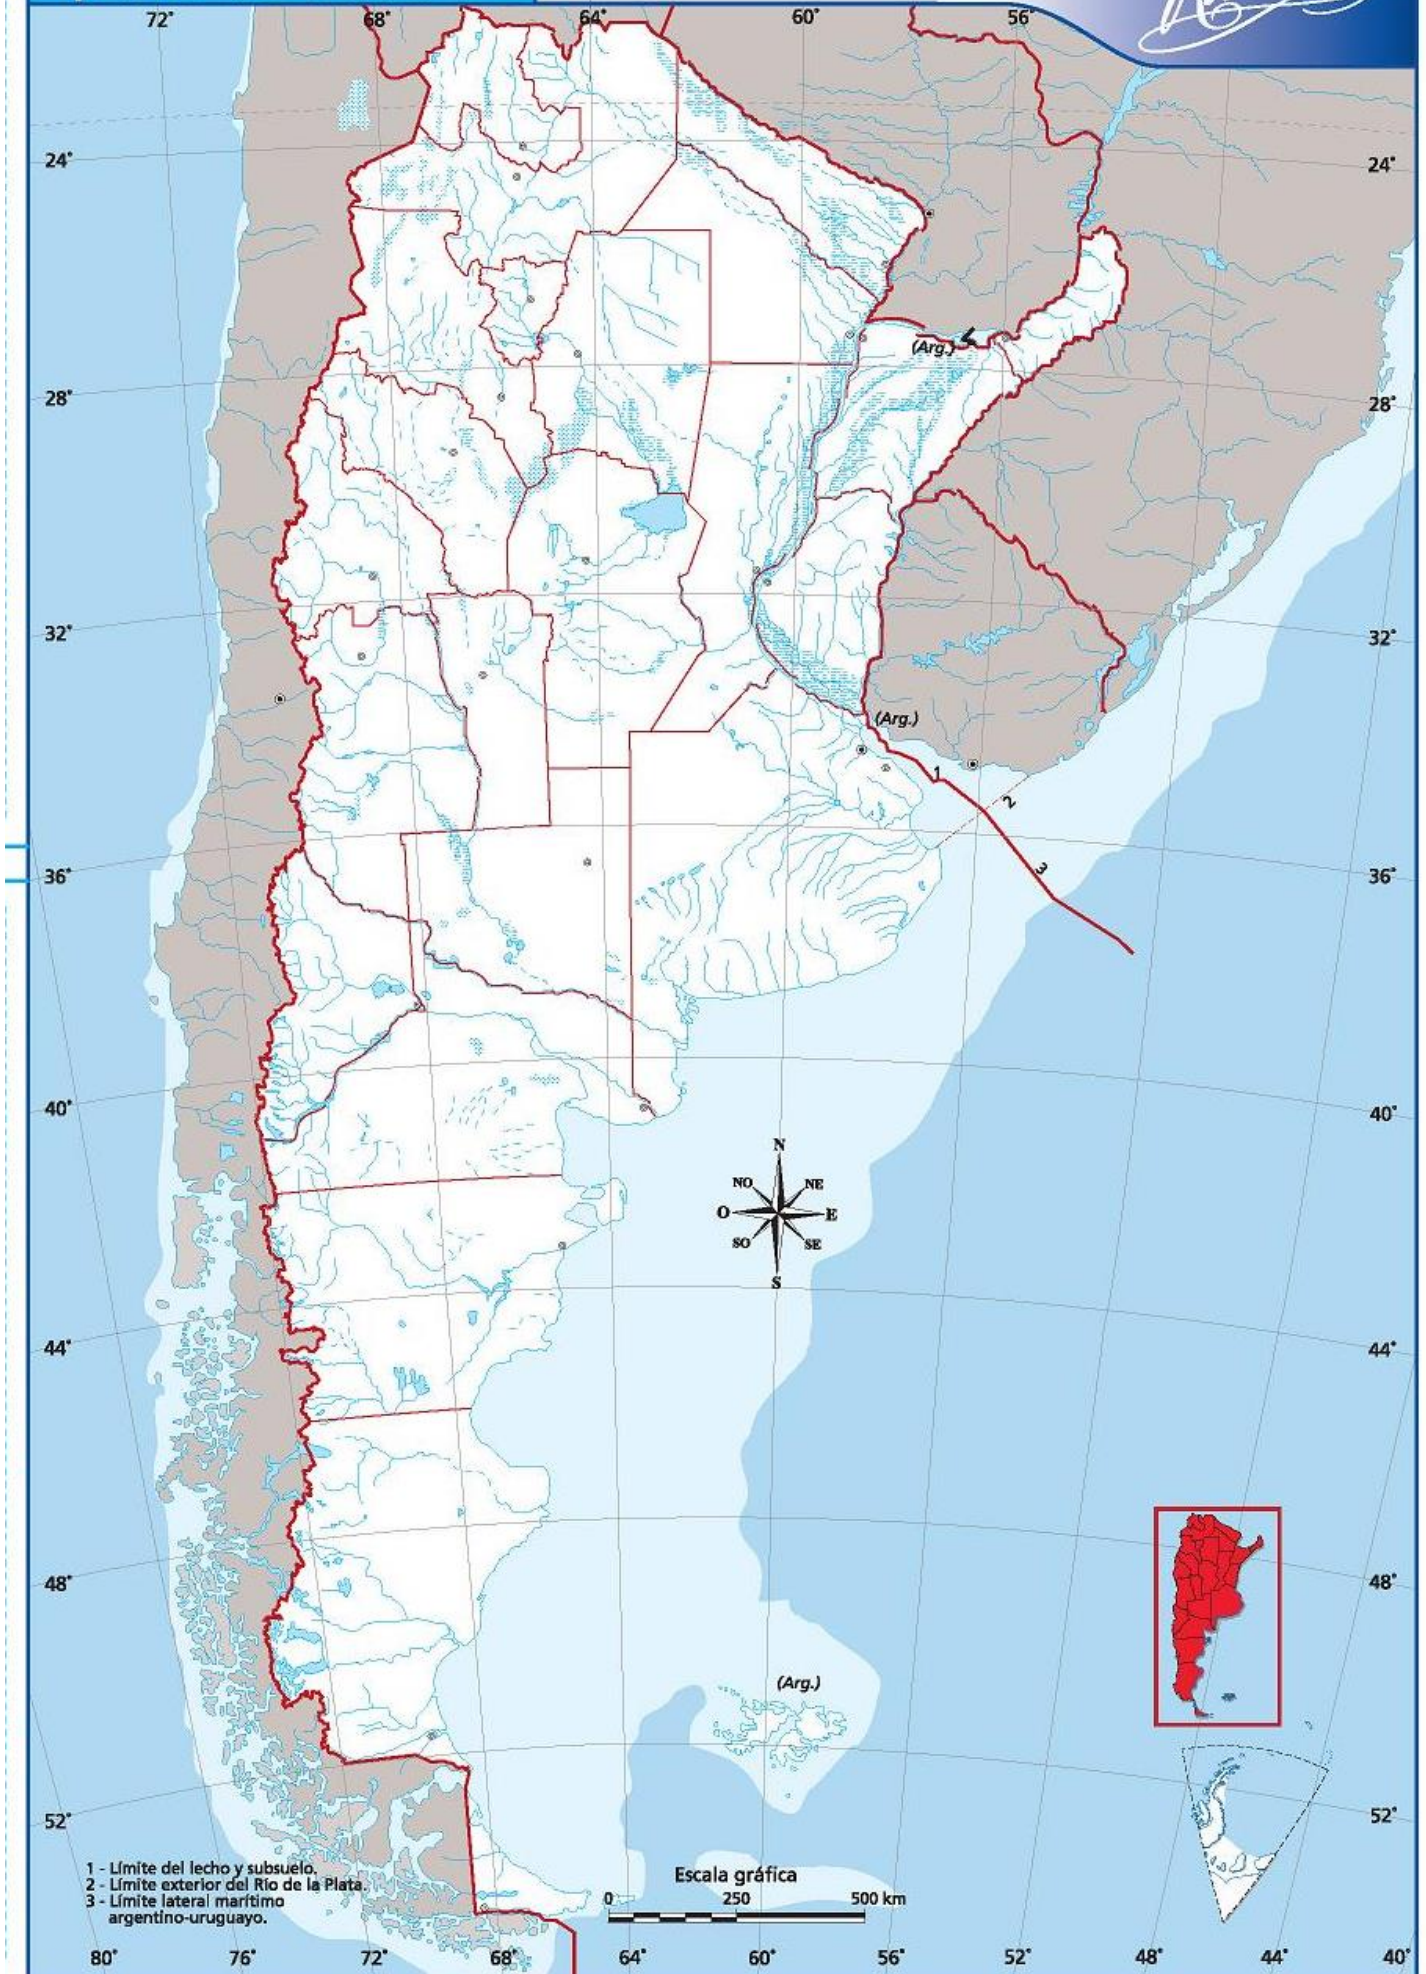 72° 68° 64° 60° 56°
24° 24°
(Arg.)
28° 28°
32° 32°
(Arg.)
1
2
3
36° 36°
40° 40°
N
NO NE
O E
SO SE
S
44° 44°
48° 48°
(Arg.)
52° 52°
1 - Límite del lecho y subsuelo.
2 - Límite exterior del Río de la Plata.
3 - Límite lateral marítimo
argentino-uruguayo.
Escala gráfica
0 250 500 km
80° 76° 72° 68° 64° 60° 56° 52° 48° 44° 40°